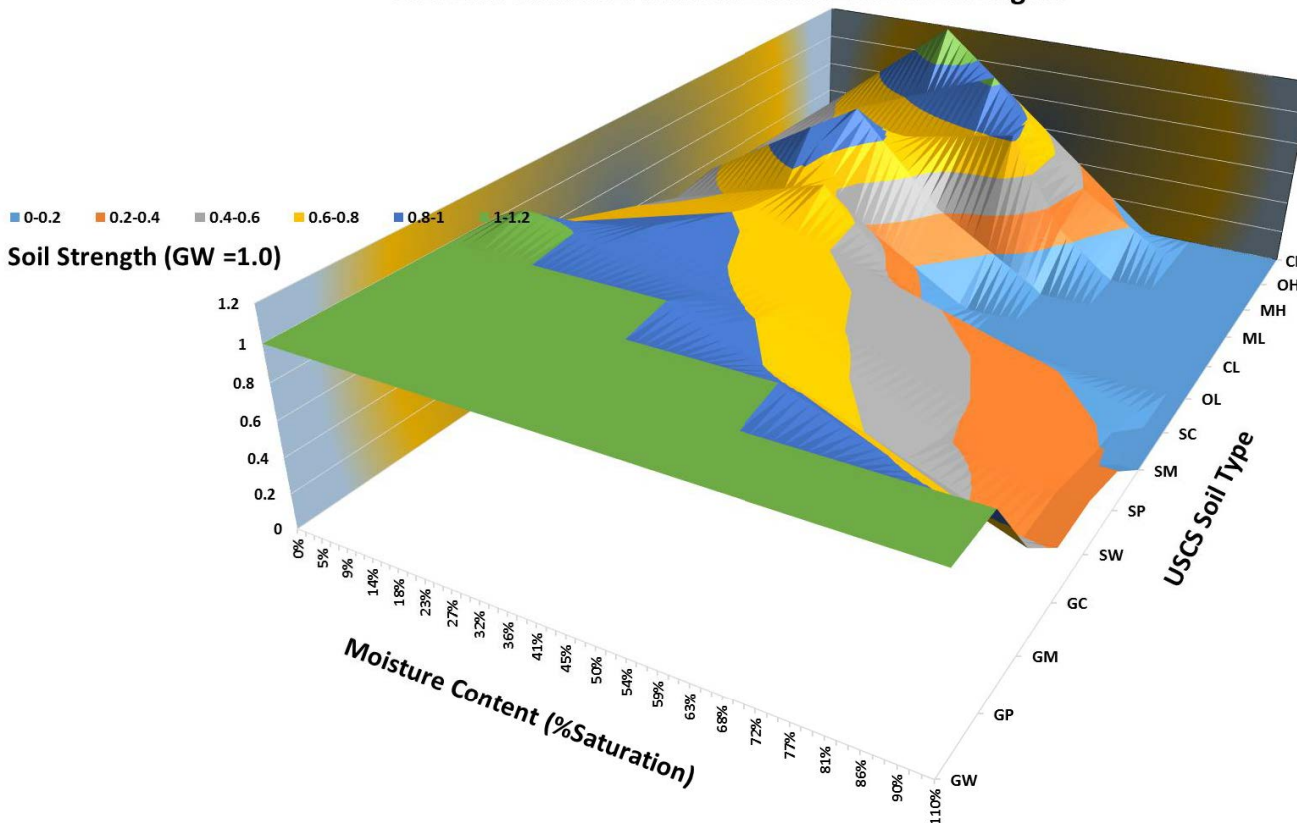 0-0.2 0.2-0.4 0.4-0.6 0.6-0.8 0.8-1 1-1.2
Soil Strength (GW =1.0)
1.2
1
0.8
0.6
0.4
0.2
0
0%
5%
9%
14%
18%
23%
27%
32%
36%
41%
45%
50%
54%
59%
63%
68%
72%
77%
81%
86%
90%
110%
Moisture Content (%Saturation)
GW
GP
GM
GC
SW
SP
SM
SC
OL
CL
ML
MH
OH
USCS Soil Type